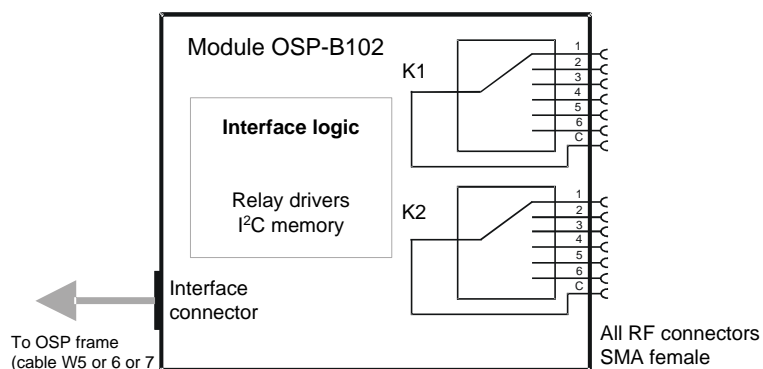 Module OSP-B102
K1
1
2
3
4
5
6
C
Interface logic
Relay drivers
I²C memory
K2
1
2
3
4
5
6
C
Interface
connector
To OSP frame
(cable W5 or 6 or 7
All RF connectors
SMA female